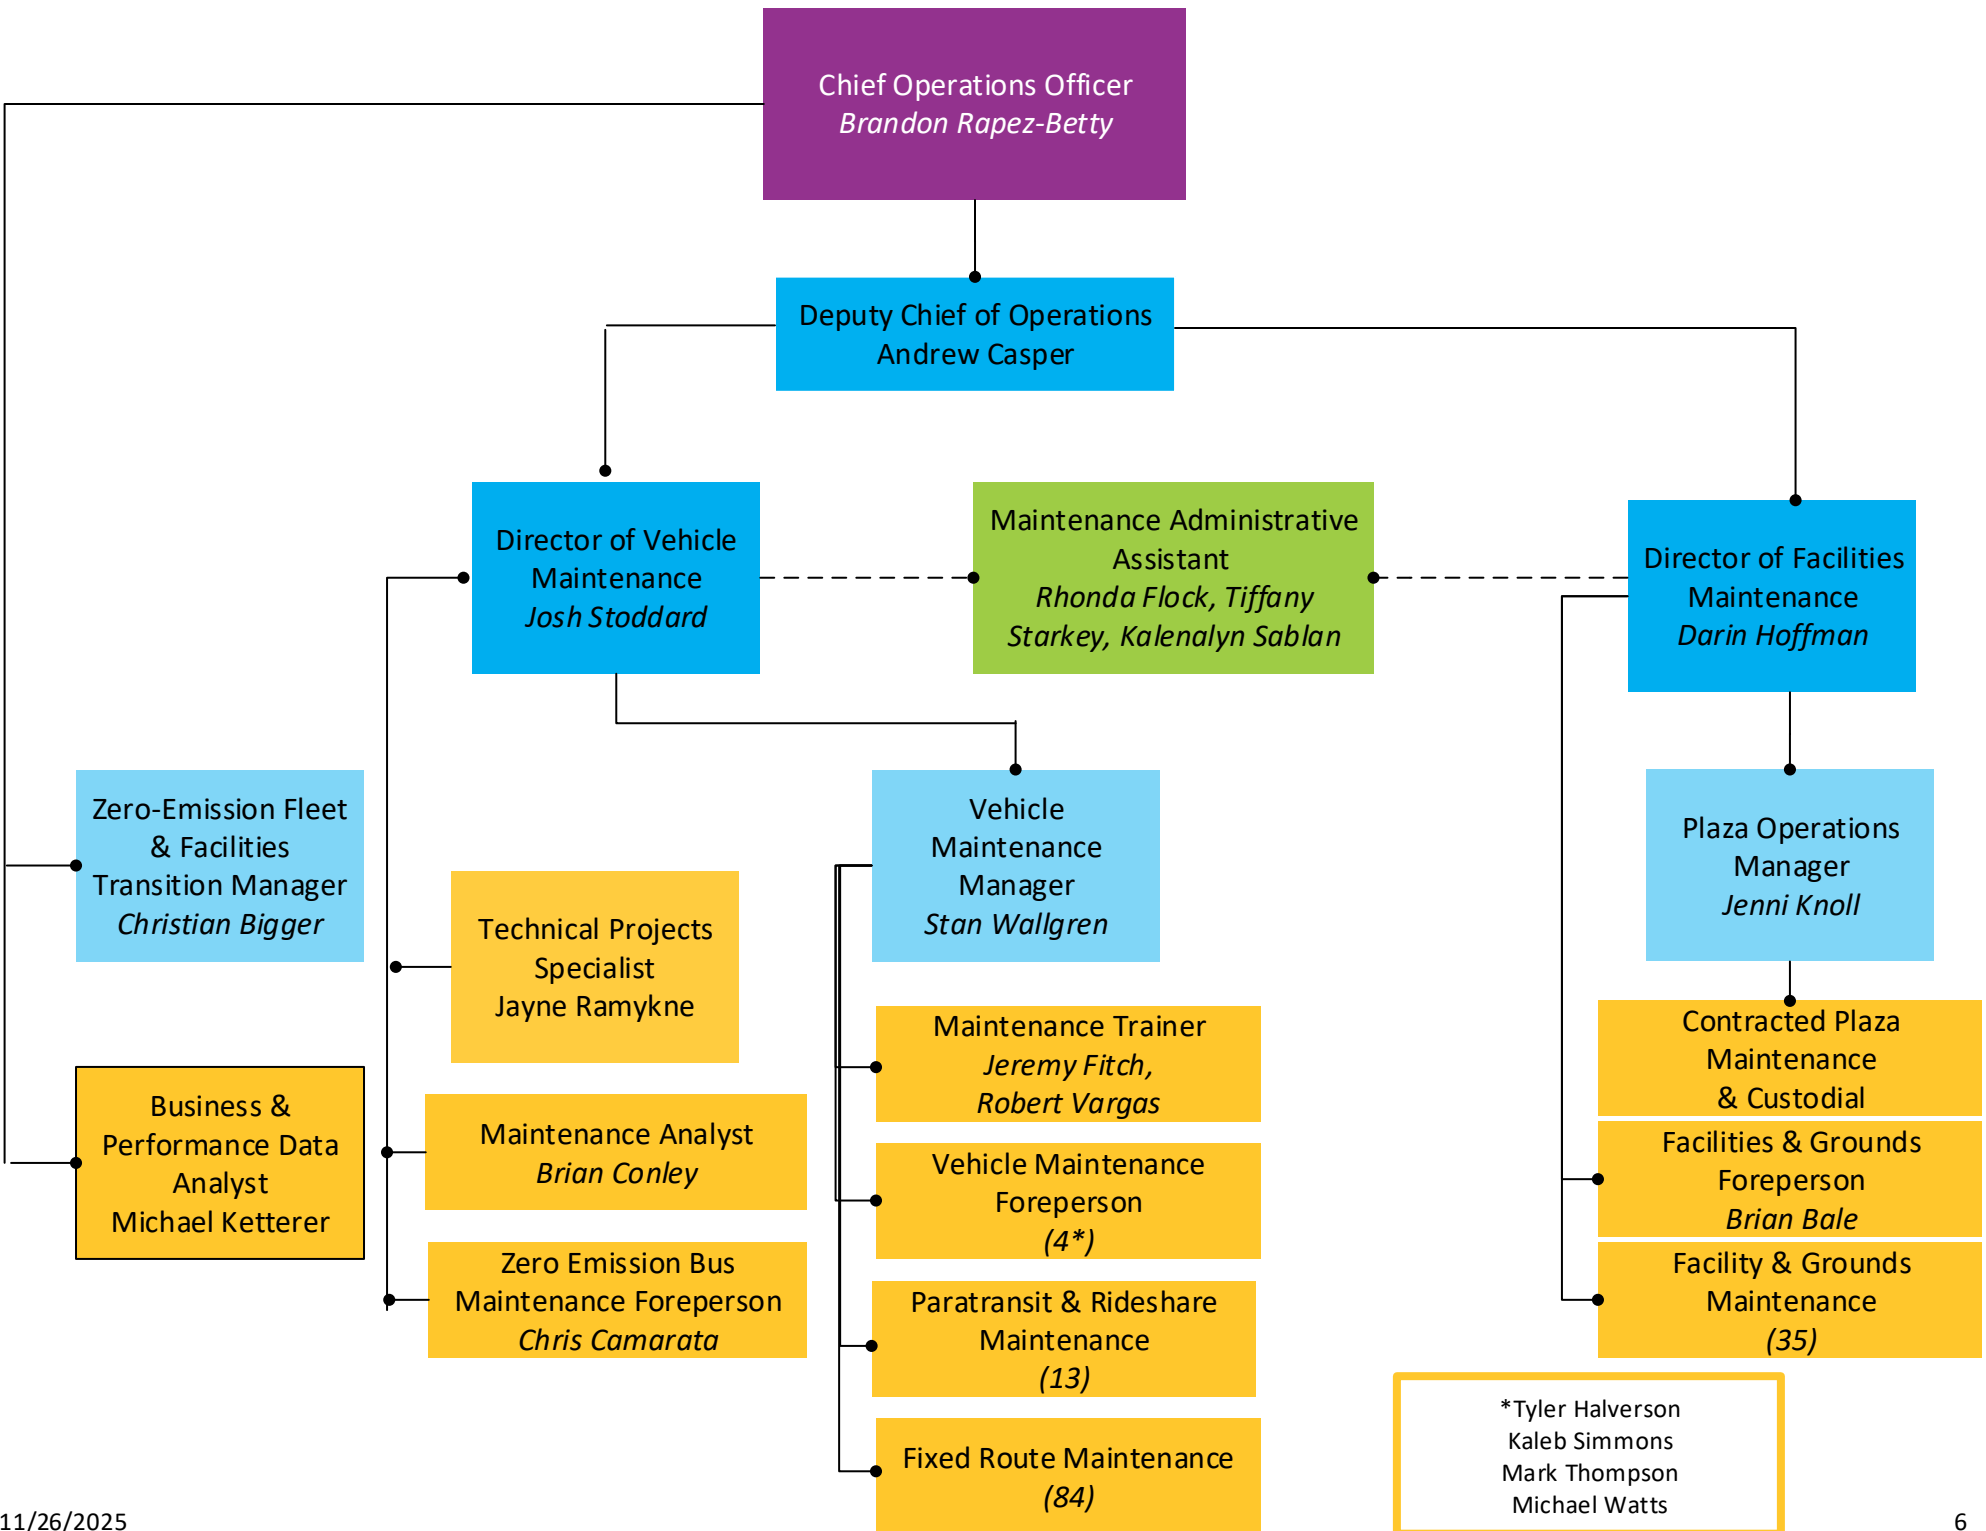 Chief Operations Officer
Brandon Rapez-Betty
Deputy Chief of Operations
Andrew Casper
Director of Vehicle
Maintenance
Josh Stoddard
Maintenance Administrative
Assistant
Rhonda Flock, Tiffany
Starkey, Kalenalyn Sablan
Director of Facilities
Maintenance
Darin Hoffman
Zero-Emission Fleet
& Facilities
Transition Manager
Christian Bigger
Business &
Performance Data
Analyst
Michael Ketterer
Technical Projects
Specialist
Jayne Ramykne
Maintenance Analyst
Brian Conley
Zero Emission Bus
Maintenance Foreperson
Chris Camarata
Vehicle
Maintenance
Manager
Stan Wallgren
Maintenance Trainer
Jeremy Fitch,
Robert Vargas
Vehicle Maintenance
Foreperson
(4*)
Paratransit & Rideshare
Maintenance
(13)
Fixed Route Maintenance
(84)
Plaza Operations
Manager
Jenni Knoll
Contracted Plaza
Maintenance
& Custodial
Facilities & Grounds
Foreperson
Brian Bale
Facility & Grounds
Maintenance
(35)
*Tyler Halverson
Kaleb Simmons
Mark Thompson
Michael Watts
11/26/2025
6